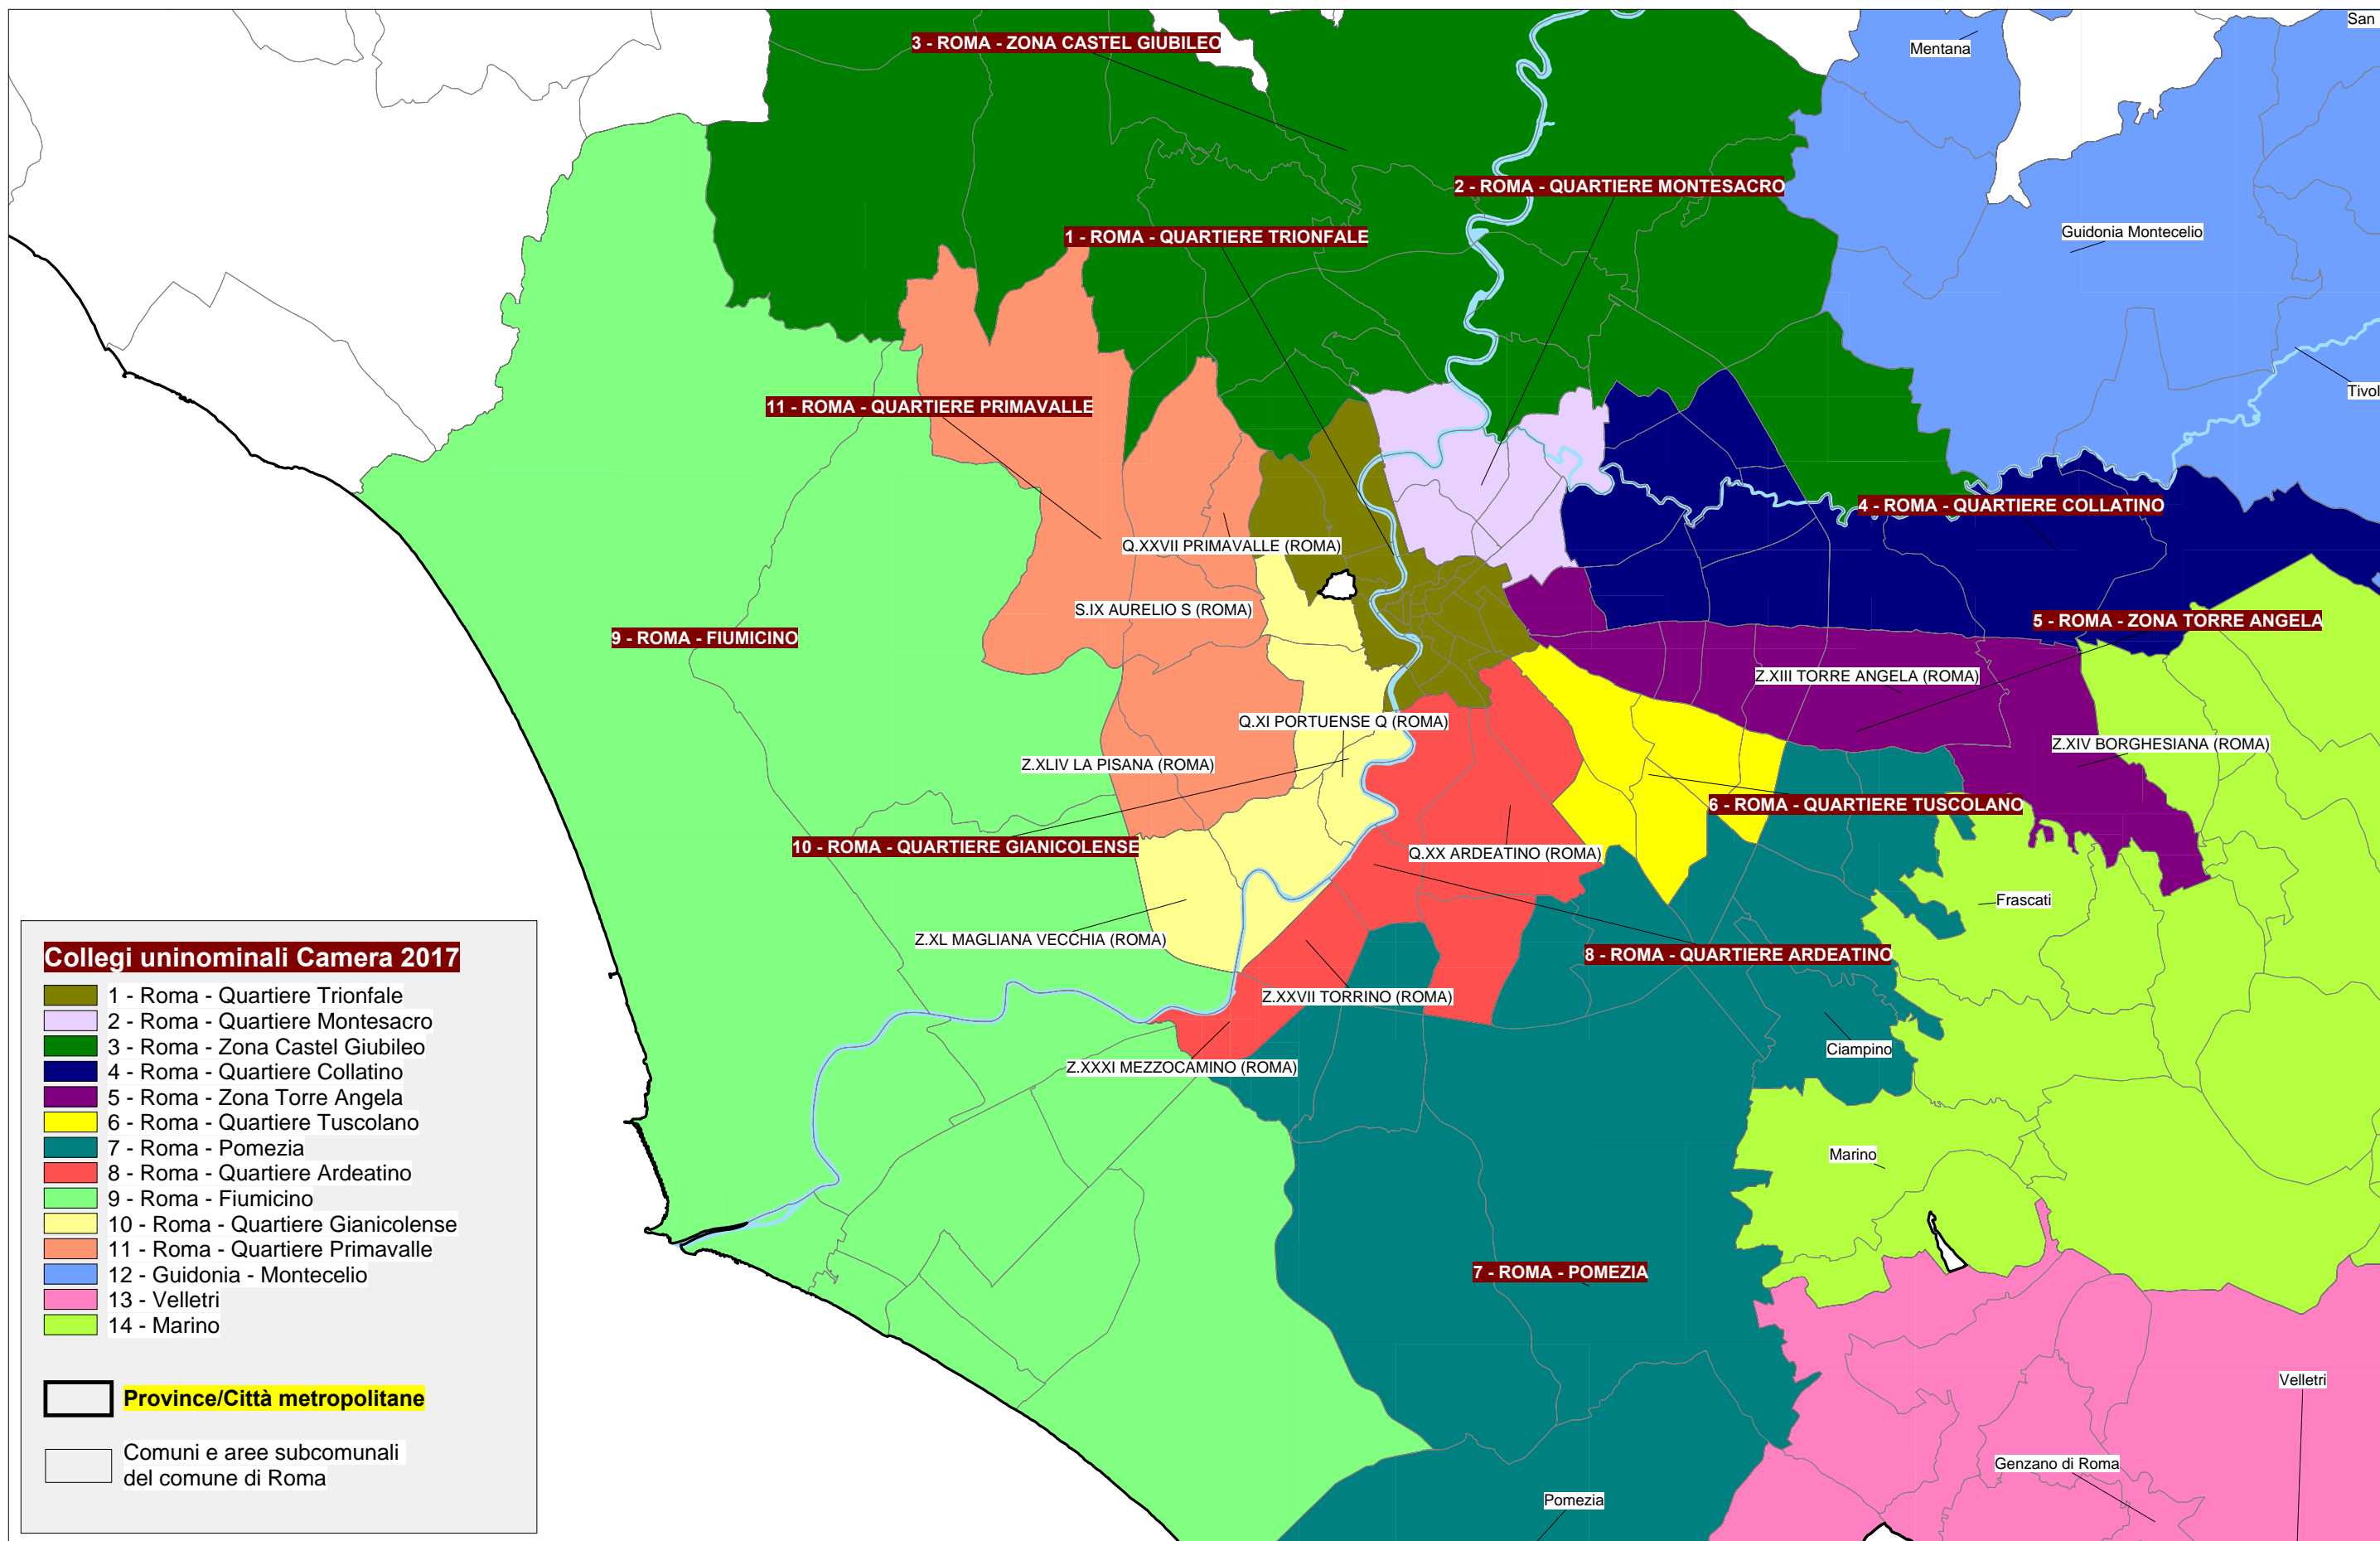 San
3 - ROMA - ZONA CASTEL GIUBILEO
Mentana
2 - ROMA - QUARTIERE MONTESACRO
Guidonia Montecelio
1 - ROMA - QUARTIERE TRIONFALE
Tivol
11 - ROMA - QUARTIERE PRIMAVALLE
4 - ROMA - QUARTIERE COLLATINO
Q.XXVII PRIMAVALLE (ROMA)
S.IX AURELIO S (ROMA)
5 - ROMA - ZONA TORRE ANGELA
9 - ROMA - FIUMICINO
Z.XIII TORRE ANGELA (ROMA)
Q.XI PORTUENSE Q (ROMA)
Z.XIV BORGHESIANA (ROMA)
Z.XLIV LA PISANA (ROMA)
6 - ROMA - QUARTIERE TUSCOLANO
10 - ROMA - QUARTIERE GIANICOLENSE
Q.XX ARDEATINO (ROMA)
Frascati
Z.XL MAGLIANA VECCHIA (ROMA)
8 - ROMA - QUARTIERE ARDEATINO
Z.XXVII TORRINO (ROMA)
Ciampino
Z.XXXI MEZZOCAMINO (ROMA)
Marino
7 - ROMA - POMEZIA
Velletri
Genzano di Roma
Pomezia
Collegi uninominali Camera 2017
1 - Roma - Quartiere Trionfale
2 - Roma - Quartiere Montesacro
3 - Roma - Zona Castel Giubileo
4 - Roma - Quartiere Collatino
5 - Roma - Zona Torre Angela
6 - Roma - Quartiere Tuscolano
7 - Roma - Pomezia
8 - Roma - Quartiere Ardeatino
9 - Roma - Fiumicino
10 - Roma - Quartiere Gianicolense
11 - Roma - Quartiere Primavalle
12 - Guidonia - Montecelio
13 - Velletri
14 - Marino
Province/Città metropolitane
Comuni e aree subcomunali
del comune di Roma